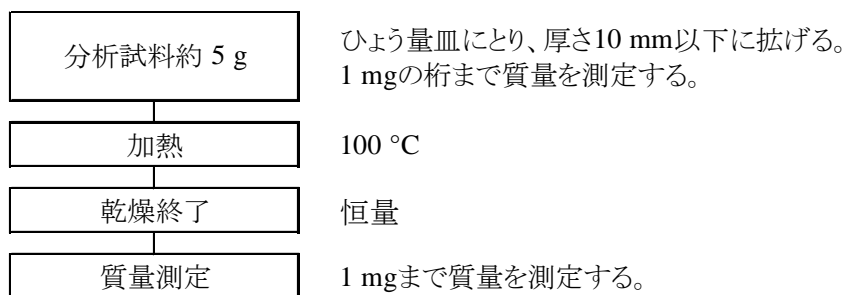 分析試料約 5 g
ひょう量皿にとり、厚さ10 mm以下に拡げる。
1 mgの桁まで質量を測定する。
加熱
100 °C
乾燥終了
恒量
質量測定
1 mgまで質量を測定する。